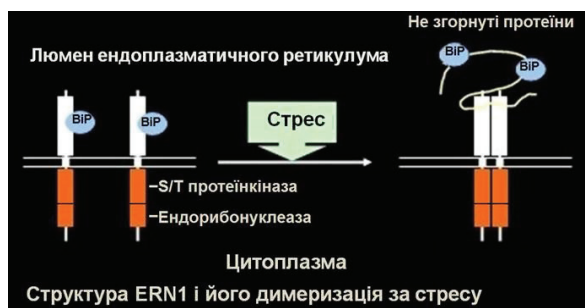 Не згорнуті протеїни
Люмен ендоплазматичного ретикулума
BiP
BiP
BiP
BiP
Стрес
S/T протеїнкіназа
Ендорибонуклеаза
Цитоплазма
Структура ERN1 і його димеризація за стресу